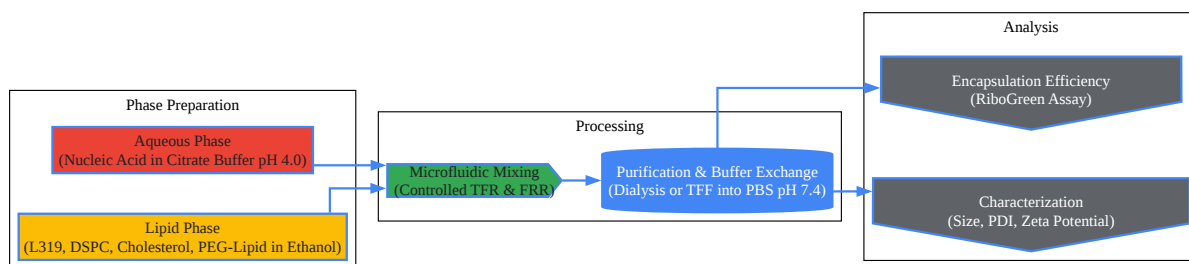 Phase Preparation
Aqueous Phase
(Nucleic Acid in Citrate Buffer pH 4.0)
Lipid Phase
(L319, DSPC, Cholesterol, PEG-Lipid in Ethanol)
Processing
Microfluidic Mixing
(Controlled TFR & FRR)
Purification & Buffer Exchange
(Dialysis or TFF into PBS pH 7.4)
Analysis
Encapsulation Efficiency
(RiboGreen Assay)
Characterization
(Size, PDI, Zeta Potential)